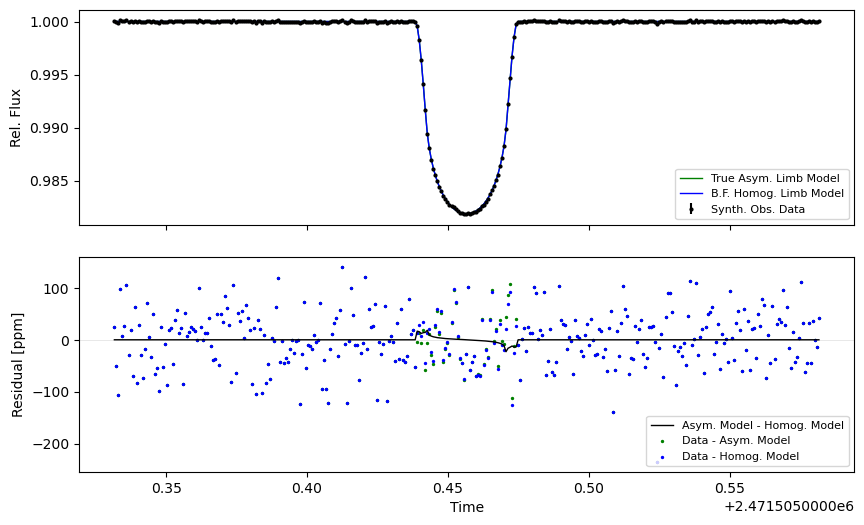 1.000
0.995
0.990
0.985
Rel. Flux
True Asym. Limb Model
B.F. Homog. Limb Model
Synth. Obs. Data
100
0
−100
−200
Residual [ppm]
Asym. Model - Homog. Model
Data - Asym. Model
Data - Homog. Model
0.35 0.40 0.45 0.50 0.55
Time
+2.4715050000e6